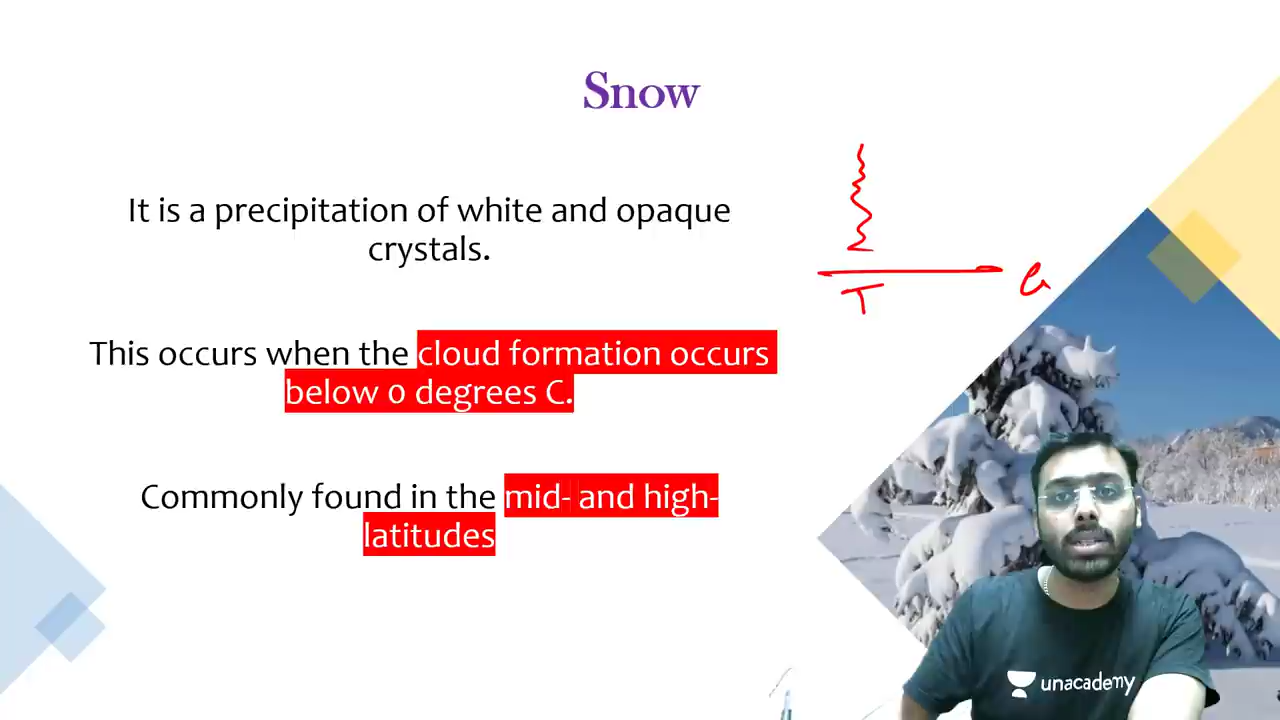 Snow
It is a precipitation of white and opaque
crystals.
This occurs when the cloud formation occurs
below 0 degrees C.
Commonly found in the mid- and high-
latitudes
T
unacademy